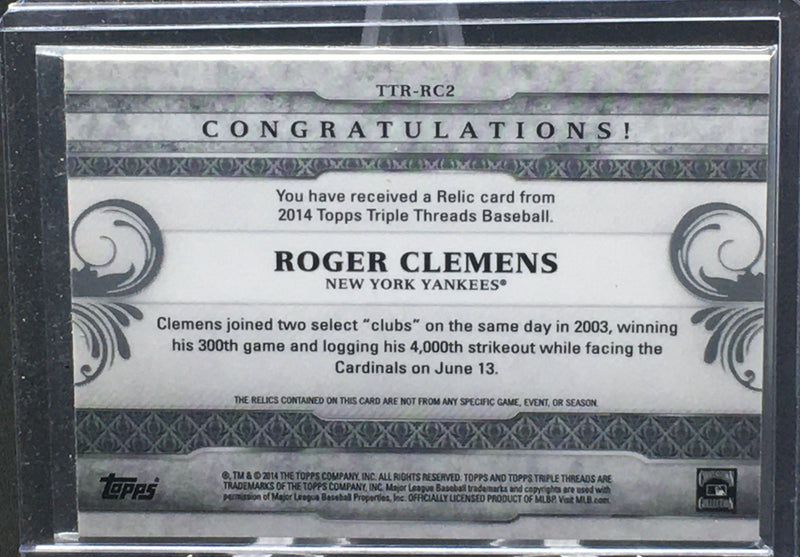 TTR-RC2
CONGRATULATIONS!
You have received a Relic card from
2014 Topps Triple Threads Baseball.
ROGER CLEMENS
NEW YORK YANKEES®
Clemens joined two select "clubs" on the same day in 2003, winning
his 300th game and logging his 4,000th strikeout while facing the
Cardinals on June 13.
THE RELICS CONTAINED ON THIS CARD ARE NOT FROM ANY SPECIFIC GAME, EVENT, OR SEASON.
topps
®, TM & © 2014 THE TOPPS COMPANY, INC. ALL RIGHTS RESERVED. TOPPS AND TOPPS TRIPLE THREADS ARE
TRADEMARKS OF THE TOPPS COMPANY, INC. Major League Baseball trademarks and copyrights are used with
permission of Major League Baseball Properties, Inc. OFFICIALLY LICENSED PRODUCT OF MLBP. Visit MLB.com.
COLLECTION